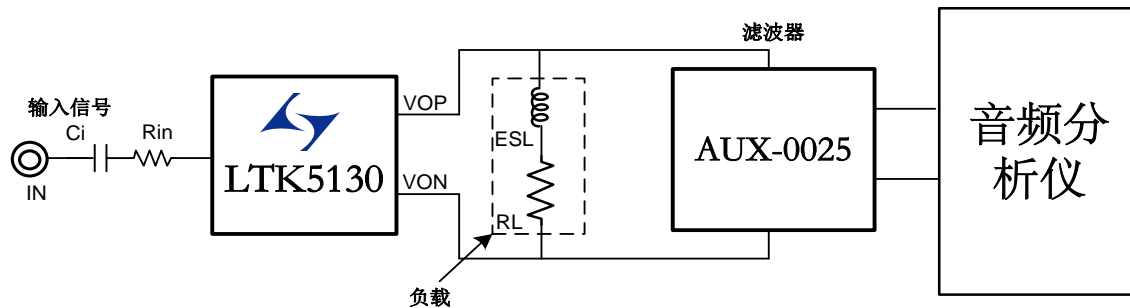 输入信号
Ci
Rin
IN
LTK5130
VOP
VON
ESL
RL
负载
滤波器
AUX-0025
音频分
析仪